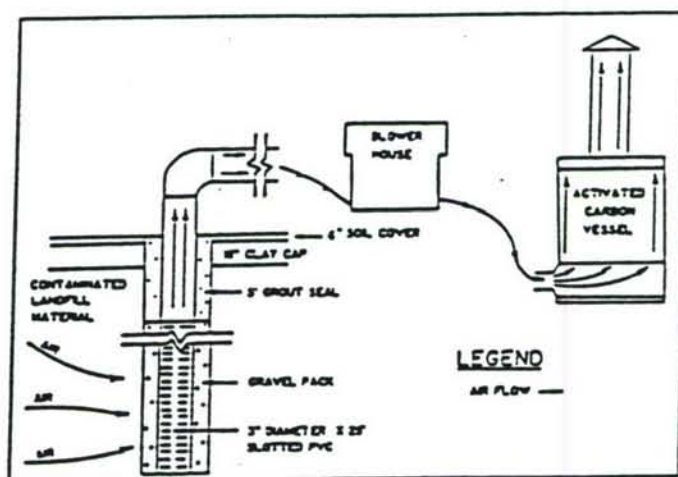 BLOWER
HOUSE
ACTIVATED
CARBON
VESSEL
6" SOIL COVER
18" CLAY CAP
CONTAMINATED
LANDFILL
MATERIAL
5' GROUT SEAL
AIR
AIR
AIR
GRAVEL PACK
3" DIAMETER X 25'
SLOTTED PVC
LEGEND
AIR FLOW